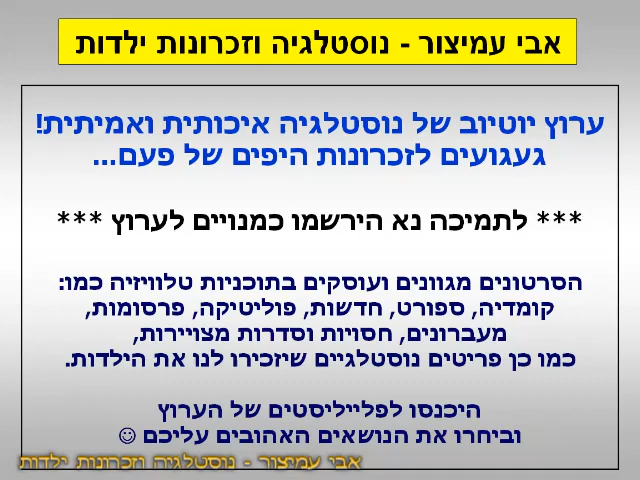 אבי עמיצור - נוסטלגיה וזכרונות ילדות
ערוץ יוטיוב של נוסטלגיה איכותית ואמיתית!
געגועים לזכרונות היפים של פעם...
*** לתמיכה נא הירשמו כמנויים לערוץ ***
הסרטונים מגוונים ועוסקים בתוכניות טלוויזיה כמו:
קומדיה, ספורט, חדשות, פוליטיקה, פרסומות,
מעברונים, חסויות וסדרות מצויירות,
כמו כן פריטים נוסטלגיים שיזכירו לנו את הילדות.
היכנסו לפלייליסטים של הערוץ
וביחרו את הנושאים האהובים עליכם ☺
אבי עמיצור - נוסטלגיה וזכרונות ילדות